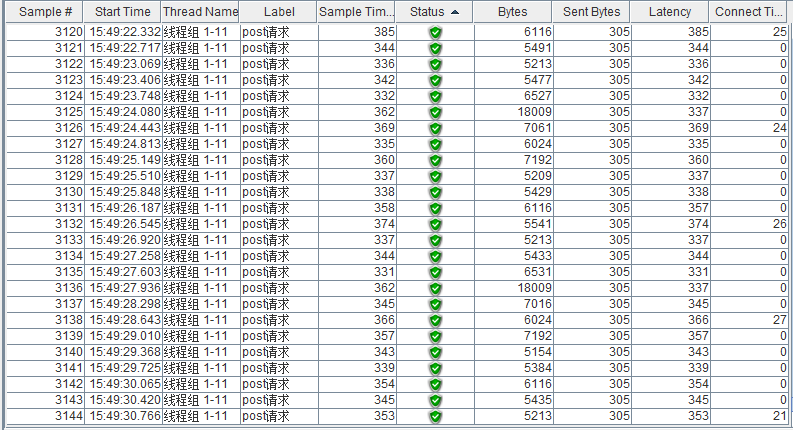 Sample # Start Time Thread Name Label Sample Tim... Status Bytes Sent Bytes Latency Connect Ti...
3120 15:49:22.332 线程组 1-11 post请求 385 6116 305 385 25
3121 15:49:22.717 线程组 1-11 post请求 344 5491 305 344 0
3122 15:49:23.069 线程组 1-11 post请求 336 5213 305 336 0
3123 15:49:23.406 线程组 1-11 post请求 342 5477 305 342 0
3124 15:49:23.748 线程组 1-11 post请求 332 6527 305 332 0
3125 15:49:24.080 线程组 1-11 post请求 362 18009 305 337 0
3126 15:49:24.443 线程组 1-11 post请求 369 7061 305 369 24
3127 15:49:24.813 线程组 1-11 post请求 335 6024 305 335 0
3128 15:49:25.149 线程组 1-11 post请求 360 7192 305 360 0
3129 15:49:25.510 线程组 1-11 post请求 337 5209 305 337 0
3130 15:49:25.848 线程组 1-11 post请求 338 5429 305 338 0
3131 15:49:26.187 线程组 1-11 post请求 358 6116 305 357 0
3132 15:49:26.545 线程组 1-11 post请求 374 5541 305 374 26
3133 15:49:26.920 线程组 1-11 post请求 337 5213 305 337 0
3134 15:49:27.258 线程组 1-11 post请求 344 5433 305 344 0
3135 15:49:27.603 线程组 1-11 post请求 331 6531 305 331 0
3136 15:49:27.936 线程组 1-11 post请求 362 18009 305 337 0
3137 15:49:28.298 线程组 1-11 post请求 345 7016 305 345 0
3138 15:49:28.643 线程组 1-11 post请求 366 6024 305 366 27
3139 15:49:29.010 线程组 1-11 post请求 357 7192 305 357 0
3140 15:49:29.368 线程组 1-11 post请求 343 5154 305 343 0
3141 15:49:29.725 线程组 1-11 post请求 339 5384 305 339 0
3142 15:49:30.065 线程组 1-11 post请求 354 6116 305 354 0
3143 15:49:30.420 线程组 1-11 post请求 345 5435 305 345 0
3144 15:49:30.766 线程组 1-11 post请求 353 5213 305 353 21